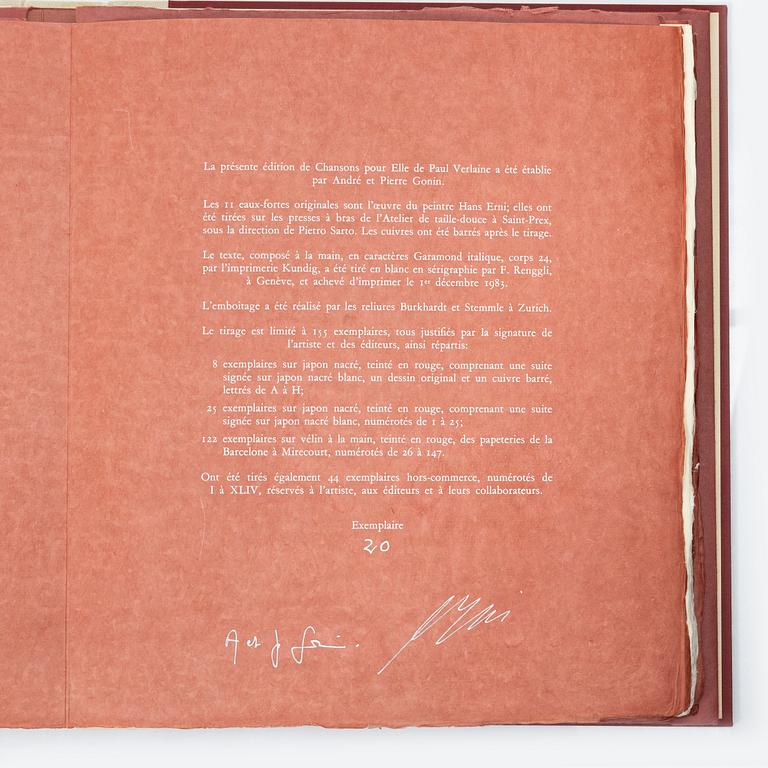 La présente édition de Chansons pour Elle de Paul Verlaine a été établie
par André et Pierre Gonin.
Les 11 eaux-fortes originales sont l'œuvre du peintre Hans Erni; elles ont
été tirées sur les presses à bras de l'Atelier de taille-douce à Saint-Prex,
sous la direction de Pietro Sarto. Les cuivres ont été barrés après le tirage.
Le texte, composé à la main, en caractères Garamond italique, corps 24,
par l'imprimerie Kundig, a été tiré en blanc en sérigraphie par F. Renggli,
à Genève, et achevé d'imprimer le 1er décembre 1983.
L'emboitage a été réalisé par les reliures Burkhardt et Stemmle à Zurich.
Le tirage est limité à 155 exemplaires, tous justifiés par la signature de
l'artiste et des éditeurs, ainsi répartis:
8 exemplaires sur japon nacré, teinté en rouge, comprenant une suite
signée sur japon nacré blanc, un dessin original et un cuivre barré,
lettrés de A à H;
25 exemplaires sur japon nacré, teinté en rouge, comprenant une suite
signée sur japon nacré blanc, numérotés de 1 à 25;
122 exemplaires sur vélin à la main, teinté en rouge, des papeteries de la
Barcelone à Mirecourt, numérotés de 26 à 147.
Ont été tirés également 44 exemplaires hors-commerce, numérotés de
I à XLIV, réservés à l'artiste, aux éditeurs et à leurs collaborateurs.
Exemplaire
20
A et P Gonin.